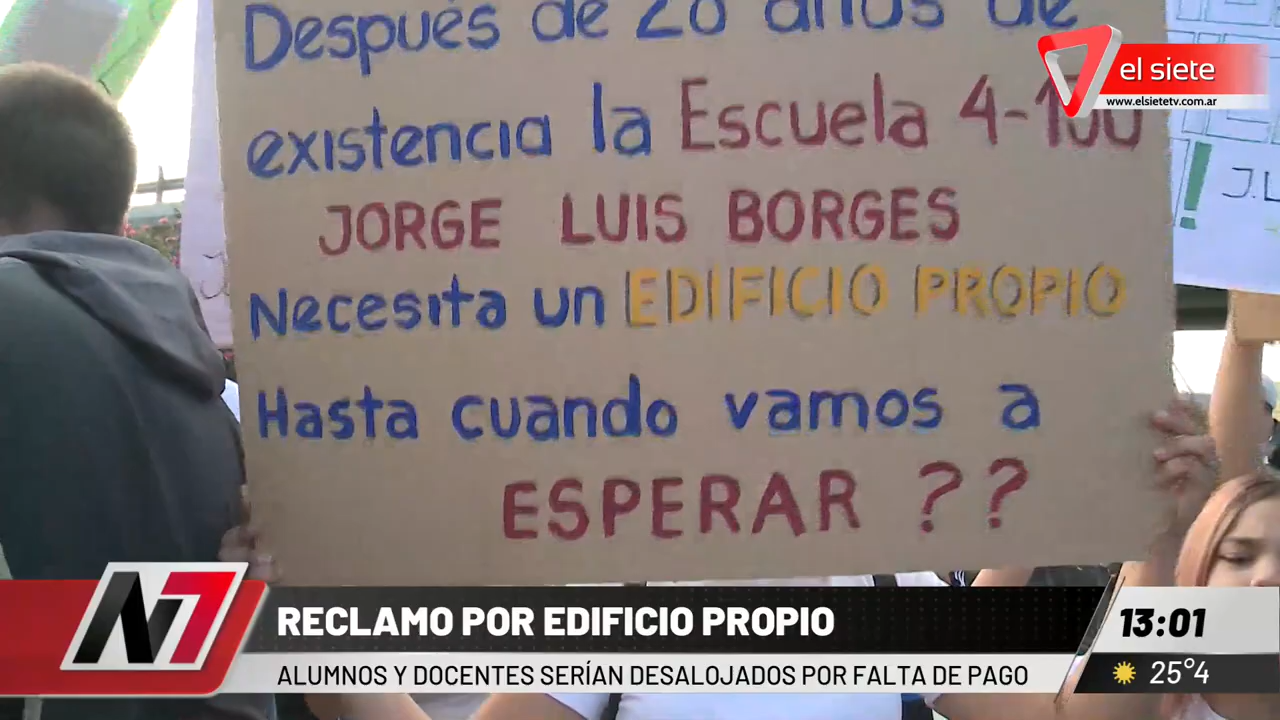 Después de 20 años de
existencia la Escuela 4-100
JORGE LUIS BORGES
Necesita un EDIFICIO PROPIO
Hasta cuando vamos a
ESPERAR ??
el siete
www.elsietetv.com.ar
! J.L
N7
RECLAMO POR EDIFICIO PROPIO
ALUMNOS Y DOCENTES SERÍAN DESALOJADOS POR FALTA DE PAGO
13:01
25°4